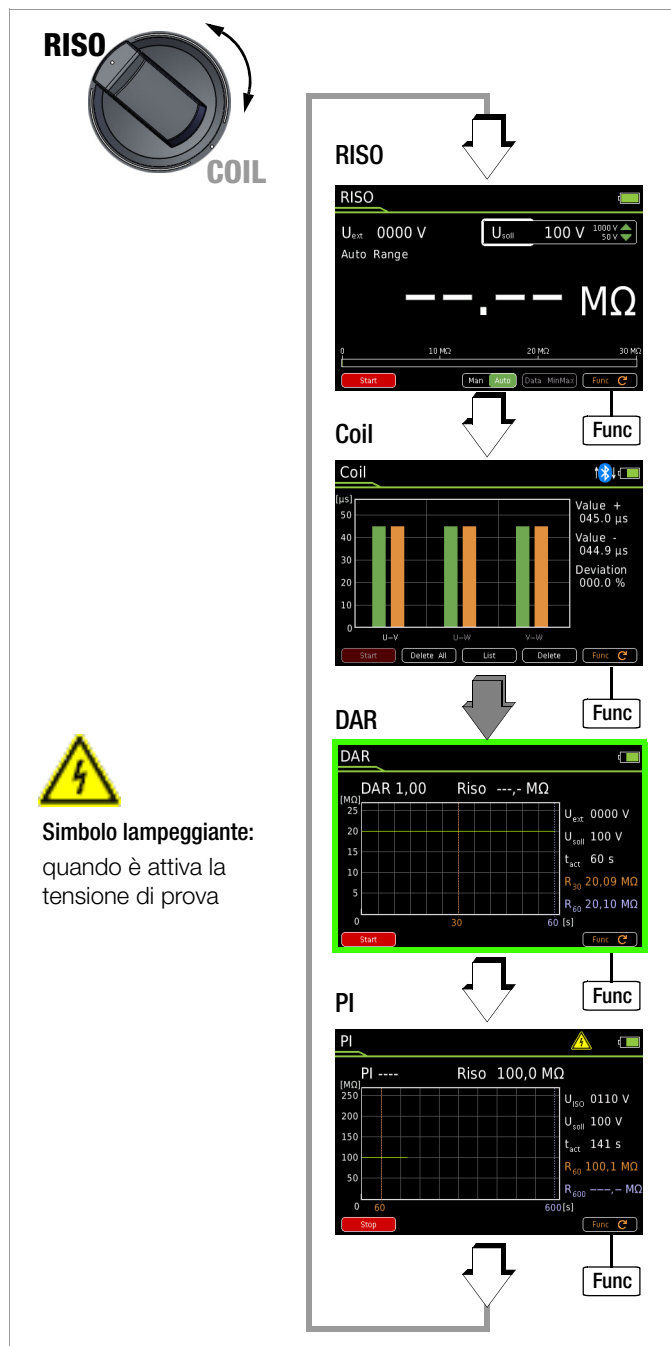 RISO
COIL
RISO
RISO
Uext 0000 V
Usoll 100 V 1000 V
50 V
Auto Range
--.-- MΩ
0 10 MΩ 20 MΩ 30 MΩ
Start Man Auto Data MinMax Func
Func
Coil
Coil
[µs]
50
40
30
20
10
0
Value +
045.0 µs
Value -
044.9 µs
Deviation
000.0 %
U-V U-W V-W
Start Delete All List Delete Func
Func
DAR
DAR
DAR 1,00 Riso ---,- MΩ
[MΩ]
25
20
15
10
5
0 30 60 [s]
Uext 0000 V
Usoll 100 V
tact 60 s
R30 20,09 MΩ
R60 20,10 MΩ
Start Func
Func
Simbolo lampeggiante:
quando è attiva la
tensione di prova
PI
PI
PI ---- Riso 100,0 MΩ
[MΩ]
250
200
150
100
50
0 60 600 [s]
UISO 0110 V
Usoll 100 V
tact 141 s
R60 100,1 MΩ
R600 ---,- MΩ
Stop Func
Func